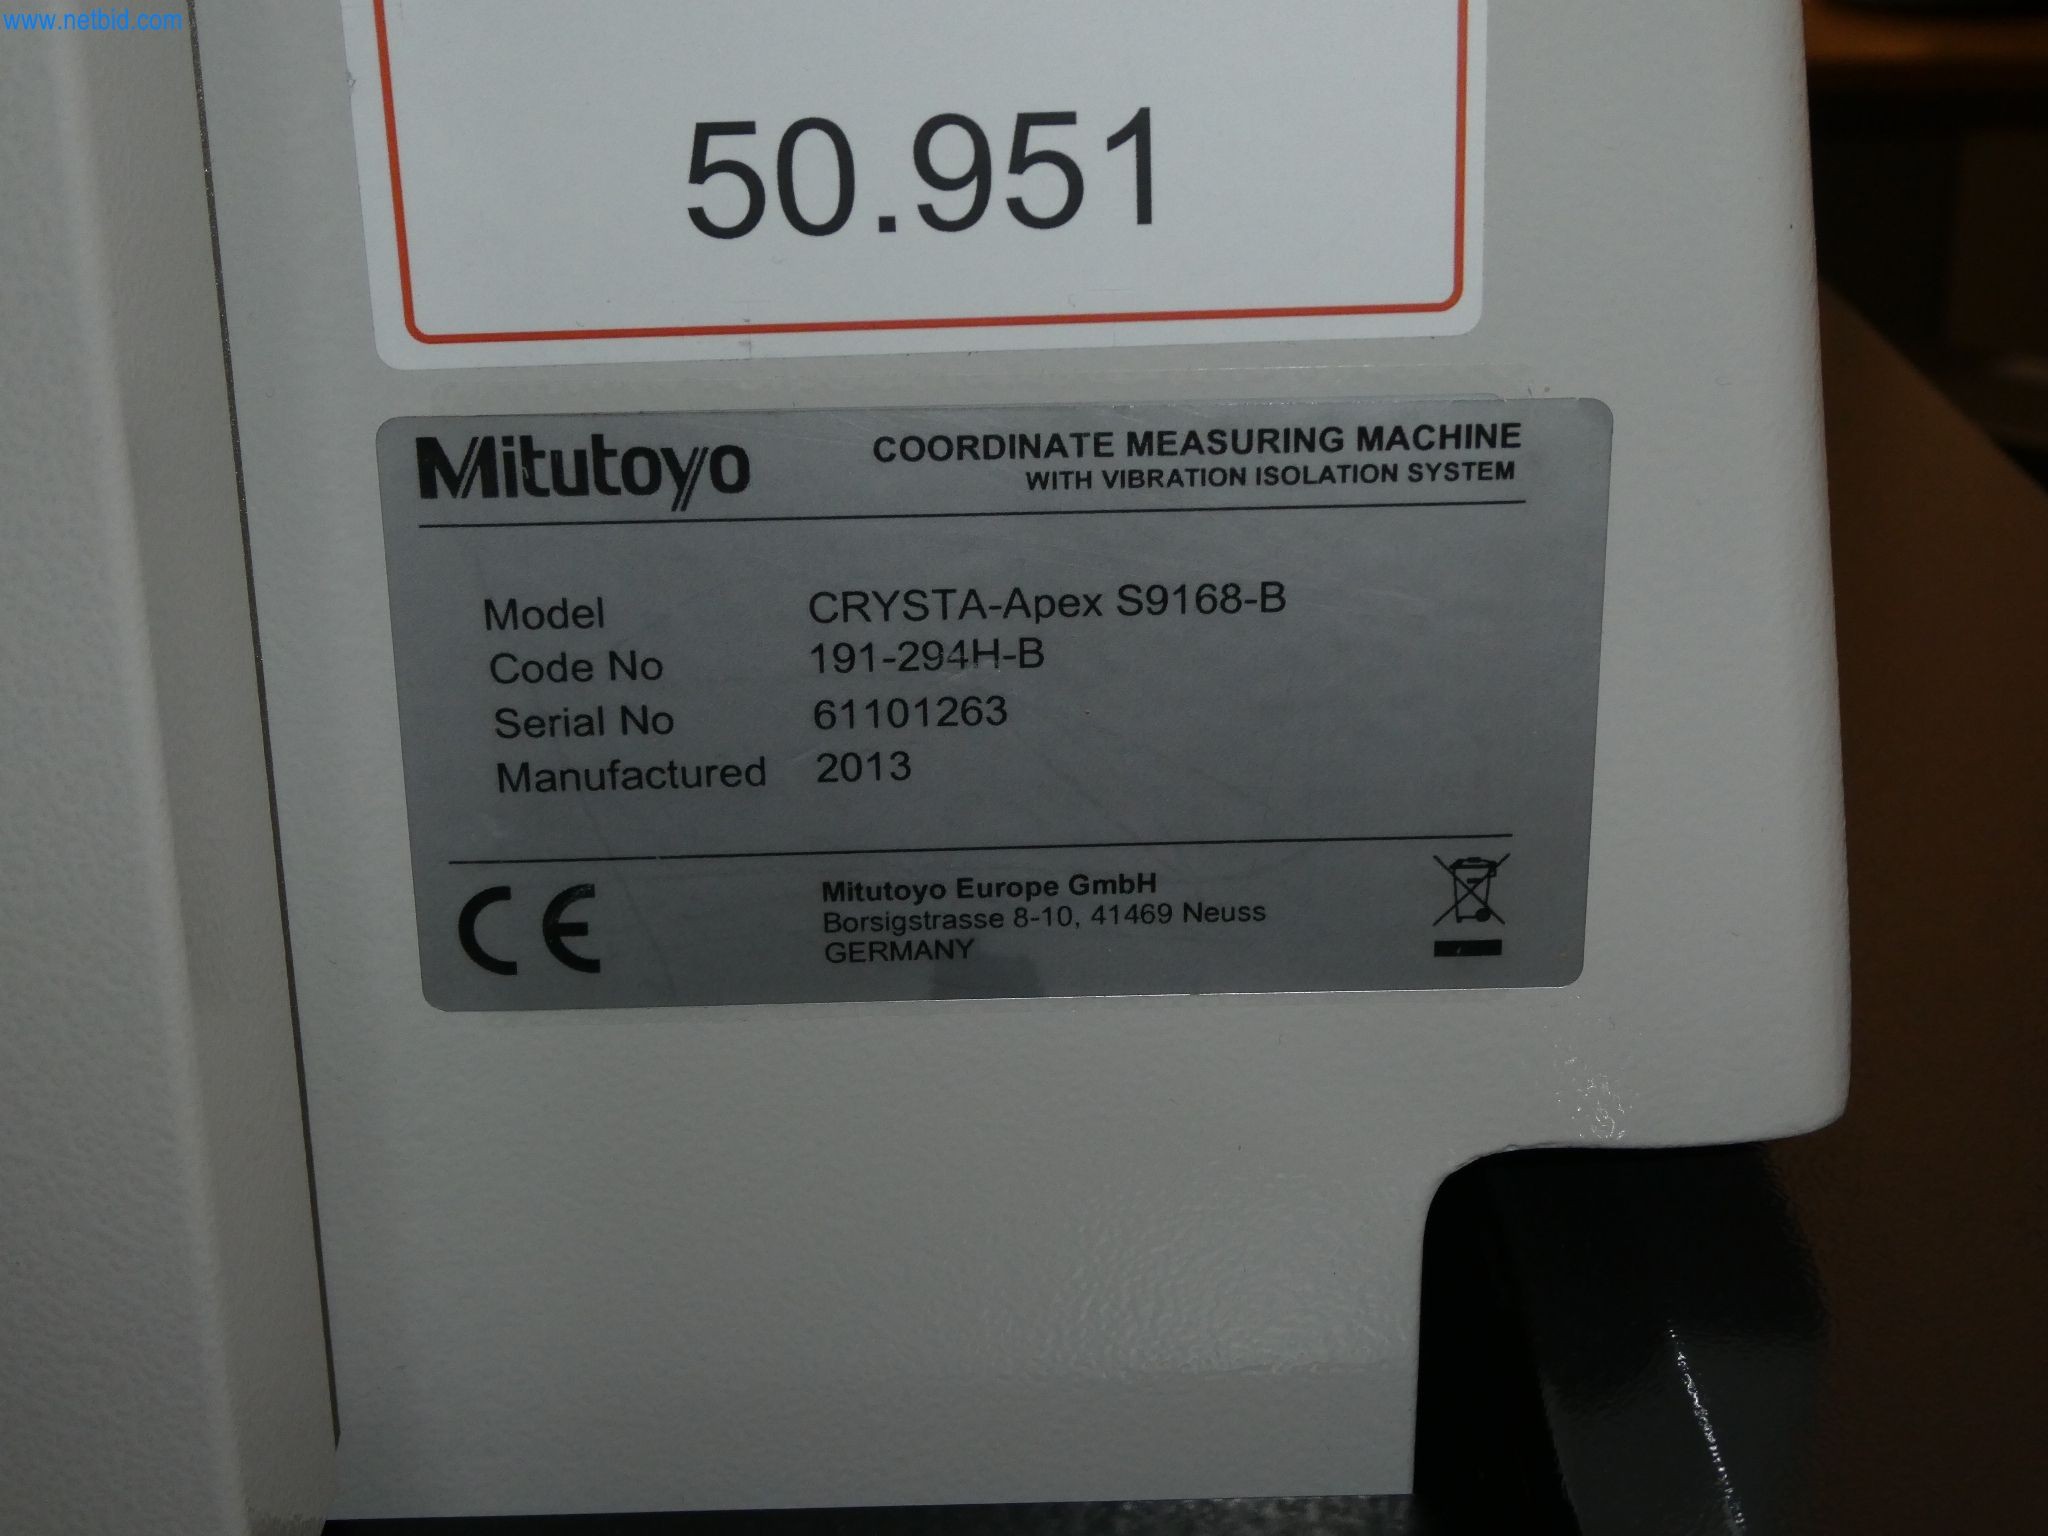 www.netbid.com
50.951
Mitutoyo
COORDINATE MEASURING MACHINE
WITH VIBRATION ISOLATION SYSTEM
Model CRYSTA-Apex S9168-B
Code No 191-294H-B
Serial No 61101263
Manufactured 2013
CE
Mitutoyo Europe GmbH
Borsigstrasse 8-10, 41469 Neuss
GERMANY